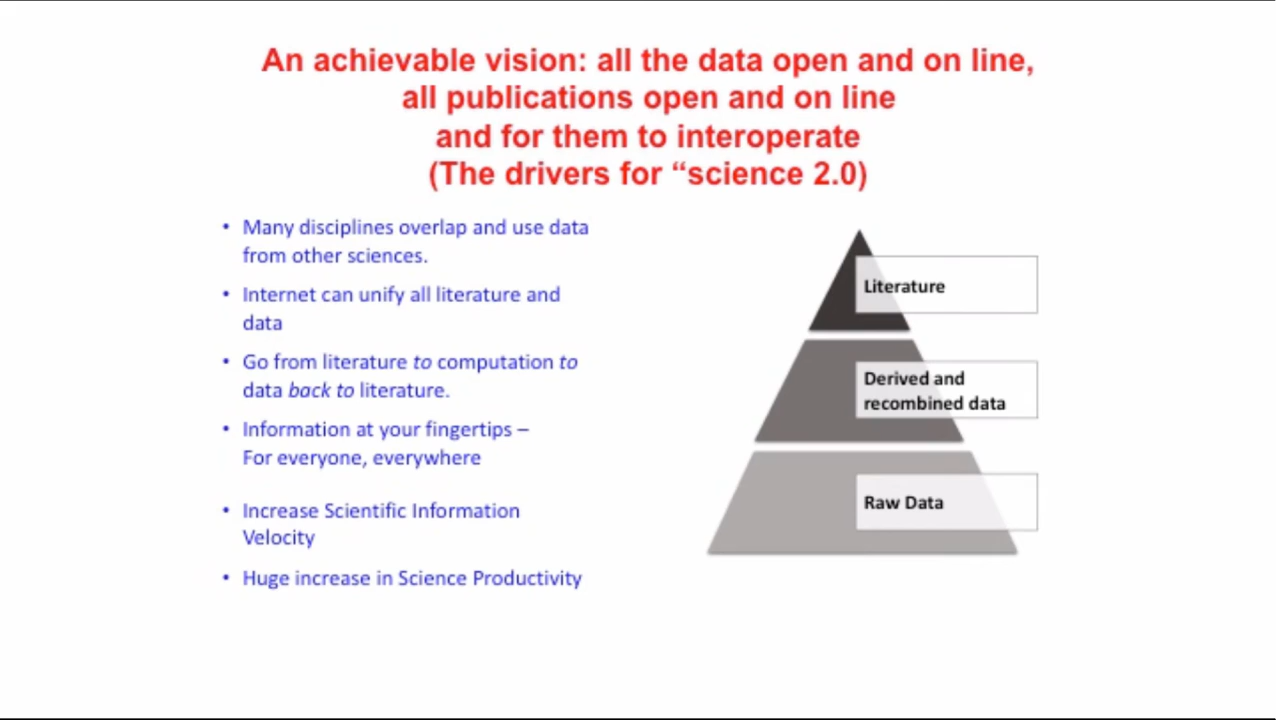 An achievable vision: all the data open and on line,
all publications open and on line
and for them to interoperate
(The drivers for “science 2.0)
• Many disciplines overlap and use data
from other sciences.
• Internet can unify all literature and
data
• Go from literature to computation to
data back to literature.
• Information at your fingertips –
For everyone, everywhere
• Increase Scientific Information
Velocity
• Huge increase in Science Productivity
Literature
Derived and
recombined data
Raw Data